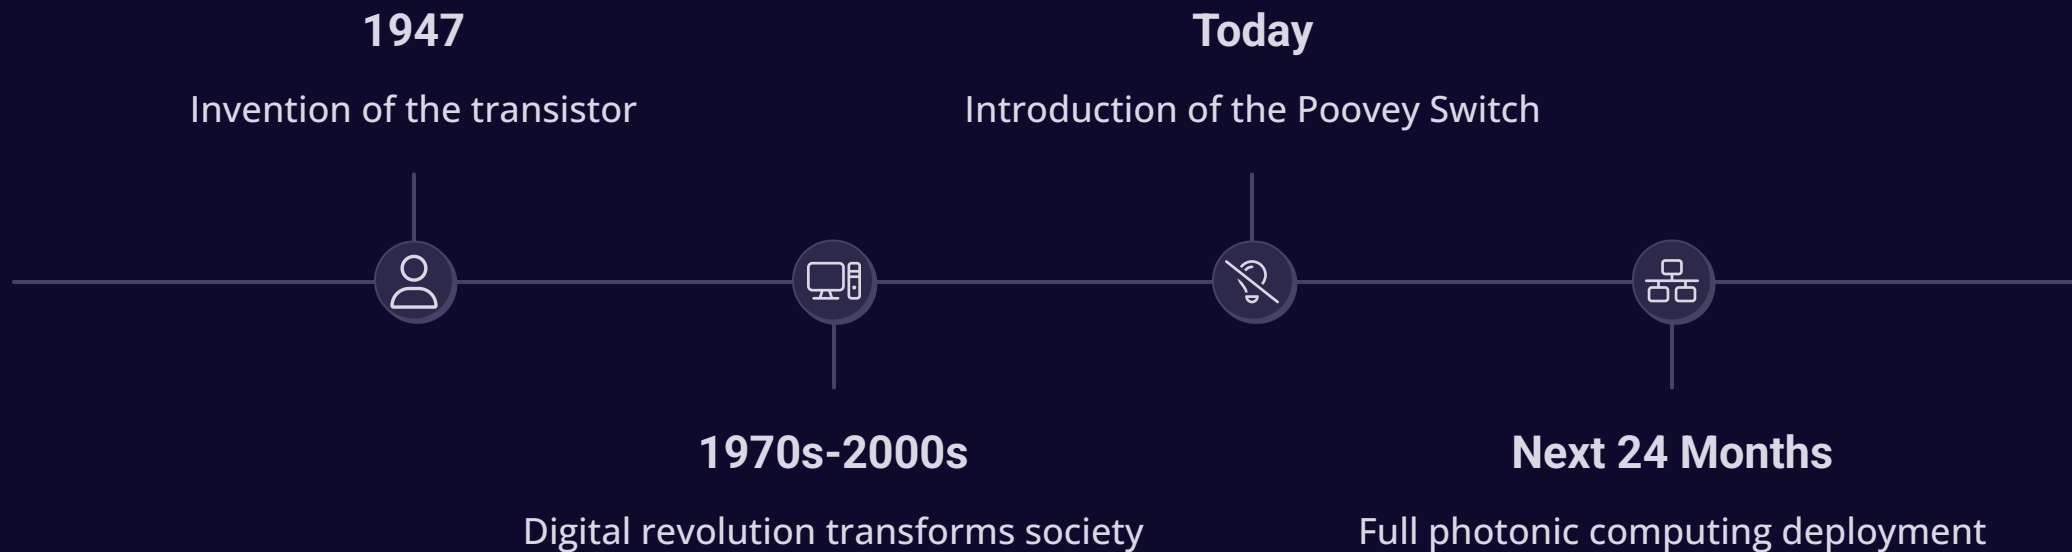 1947
Invention of the transistor
Today
Introduction of the Poovey Switch
1970s-2000s
Digital revolution transforms society
Next 24 Months
Full photonic computing deployment